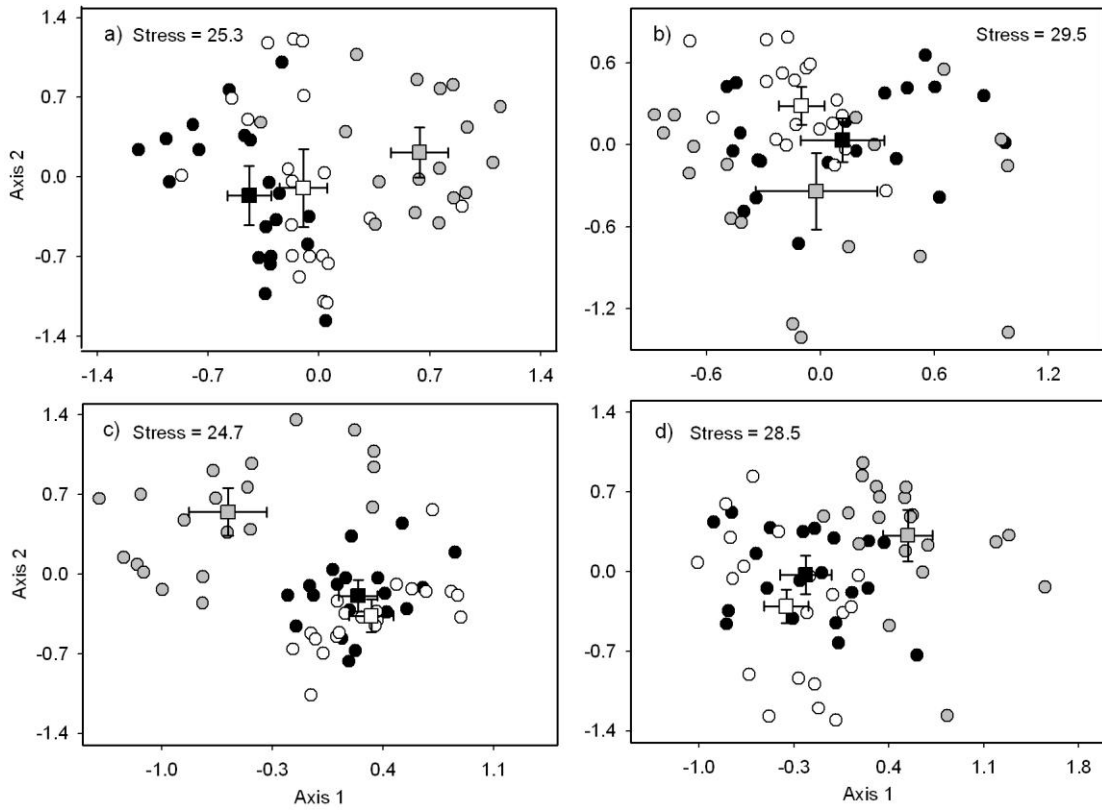 a) Stress = 25.3
1.4
0.7
0.0
-0.7
-1.4
Axis 2
-1.4 -0.7 0.0 0.7 1.4
b) Stress = 29.5
0.6
0.0
-0.6
-1.2
-0.6 0.0 0.6 1.2
c) Stress = 24.7
1.4
0.7
0.0
-0.7
-1.4
Axis 2
-1.0 -0.3 0.4 1.1
Axis 1
d) Stress = 28.5
1.4
0.7
0.0
-0.7
-1.4
-1.0 -0.3 0.4 1.1 1.8
Axis 1